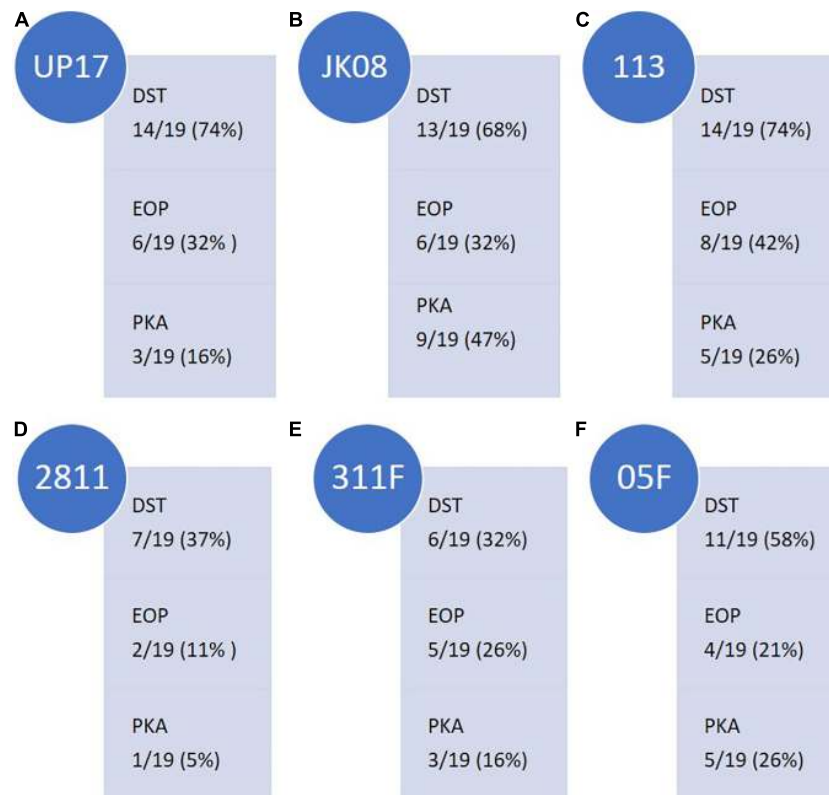 A
UP17
DST
14/19 (74%)
EOP
6/19 (32% )
PKA
3/19 (16%)
B
JK08
DST
13/19 (68%)
EOP
6/19 (32%)
PKA
9/19 (47%)
C
113
DST
14/19 (74%)
EOP
8/19 (42%)
PKA
5/19 (26%)
D
2811
DST
7/19 (37%)
EOP
2/19 (11% )
PKA
1/19 (5%)
E
311F
DST
6/19 (32%)
EOP
5/19 (26%)
PKA
3/19 (16%)
F
05F
DST
11/19 (58%)
EOP
4/19 (21%)
PKA
5/19 (26%)